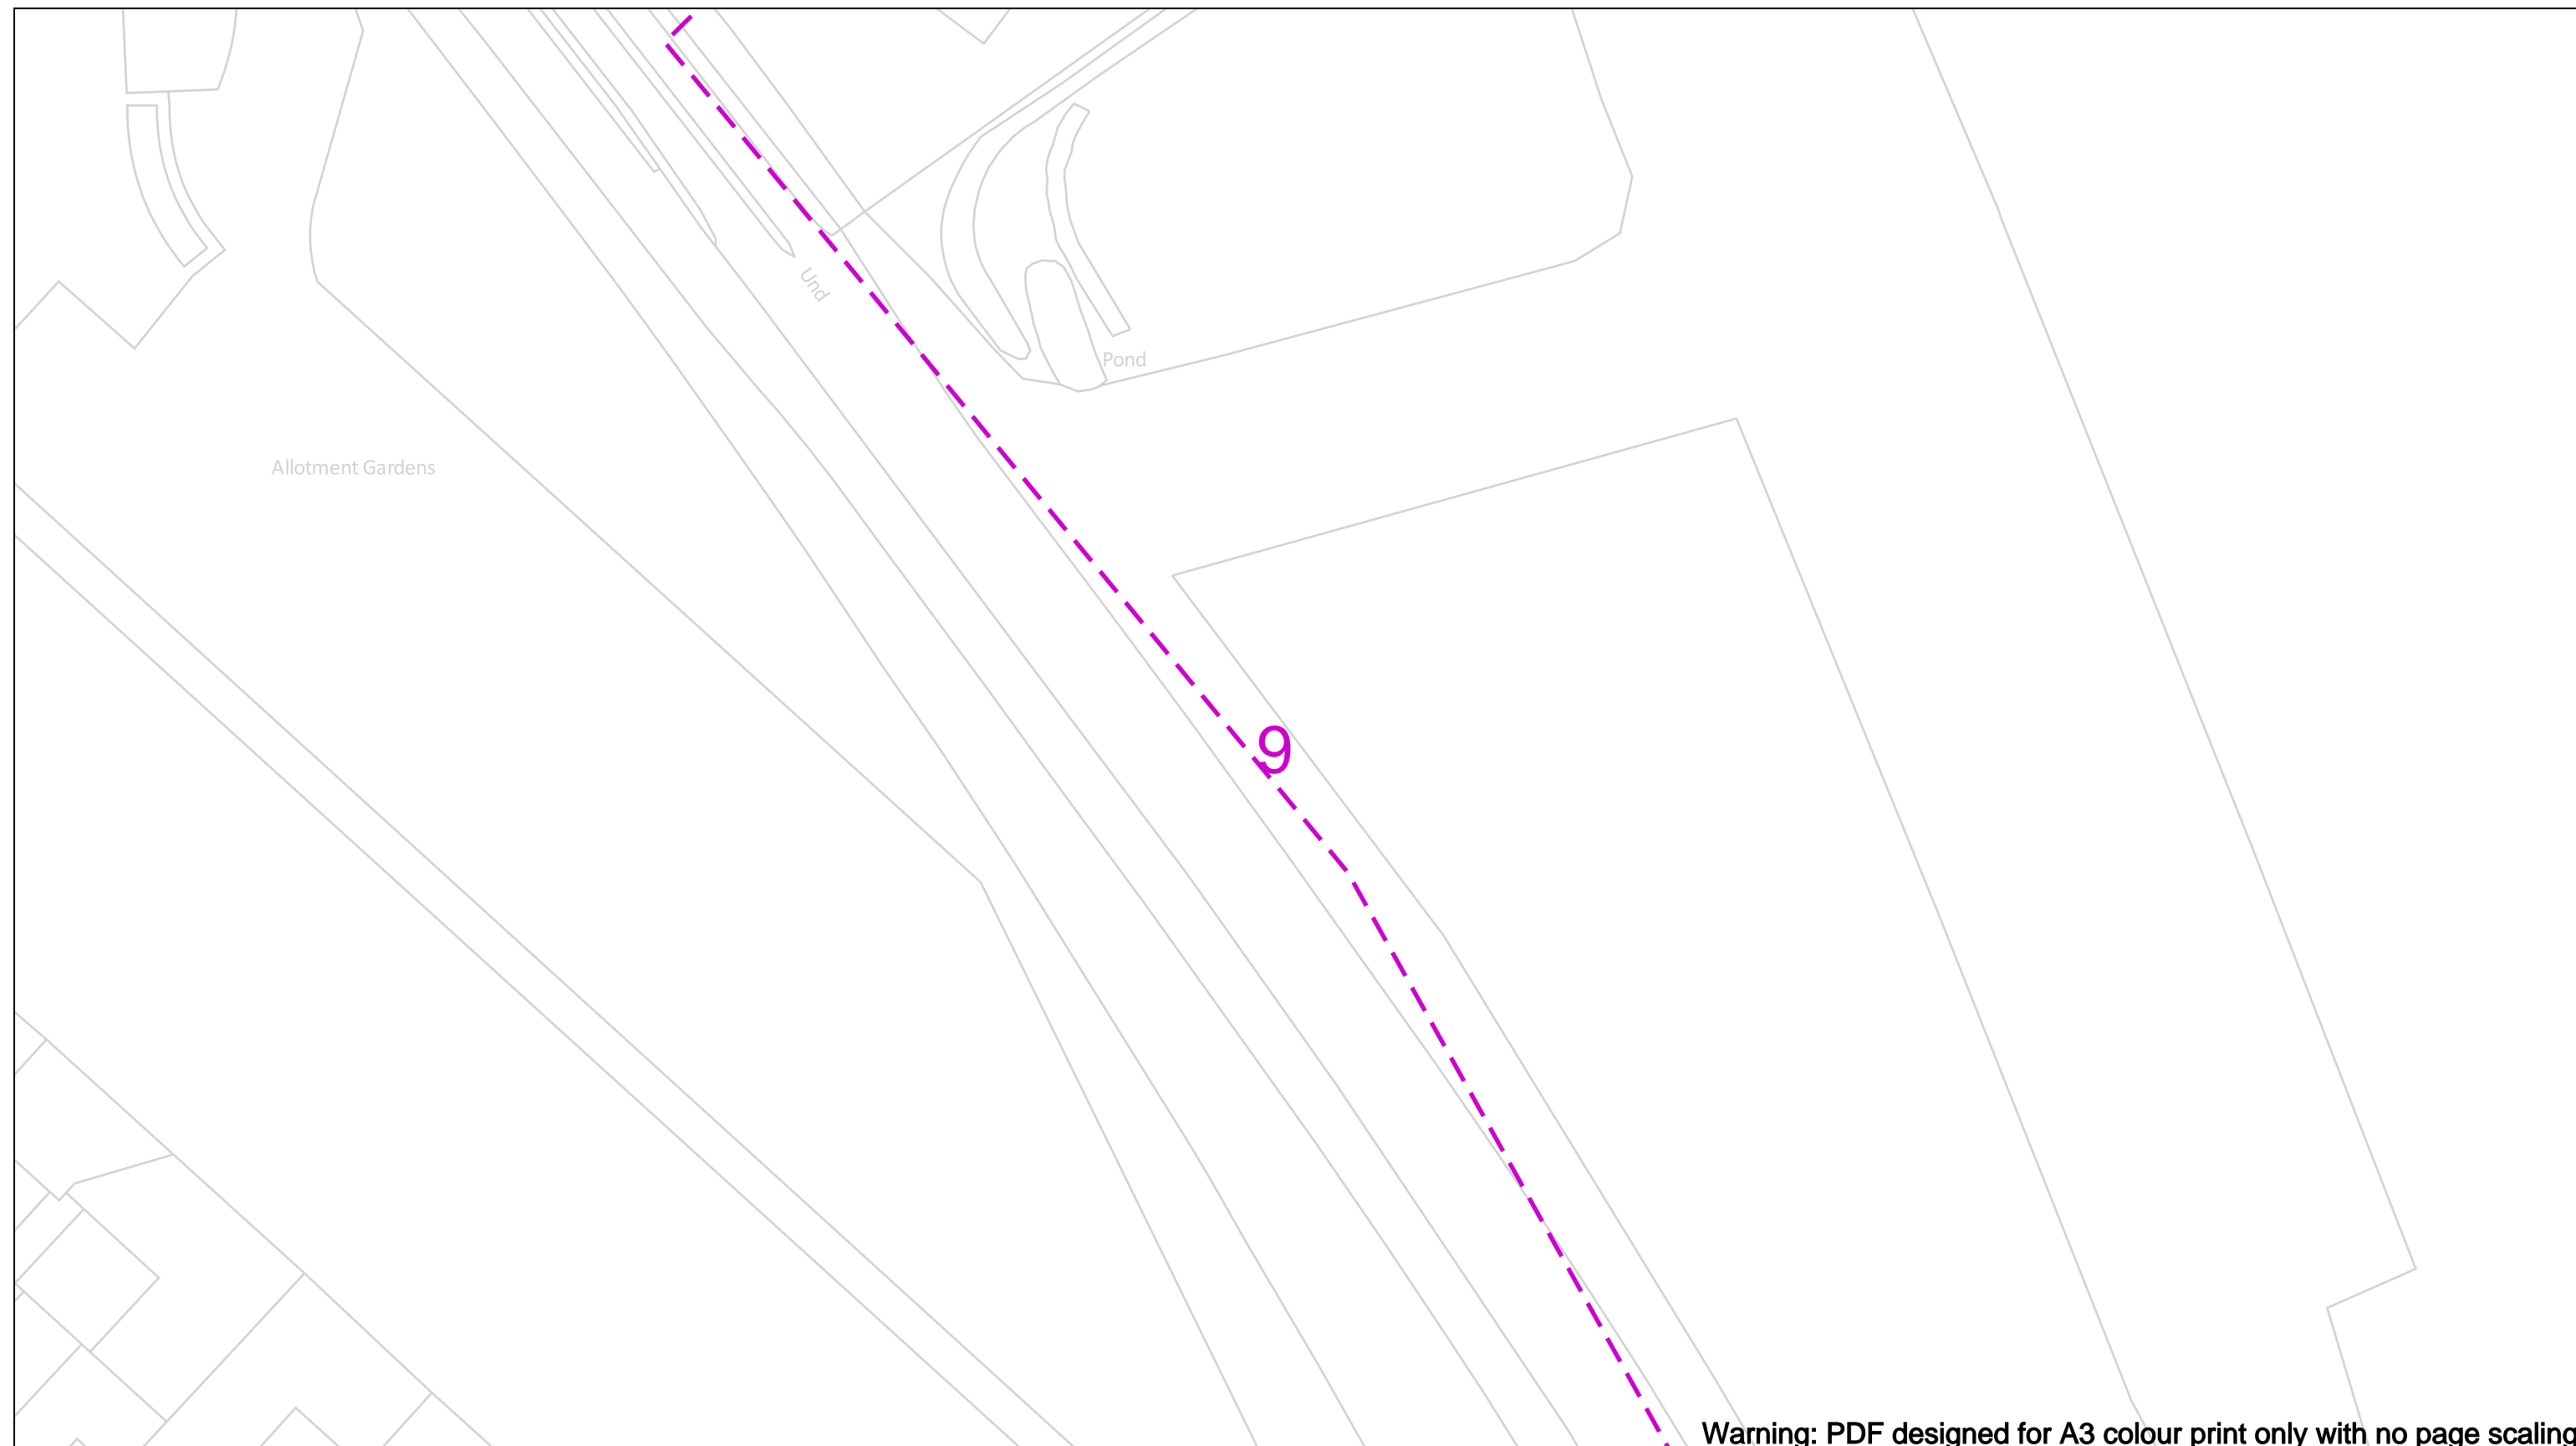 Und
Pond
Allotment Gardens
9
Warning: PDF designed for A3 colour print only with no page scaling